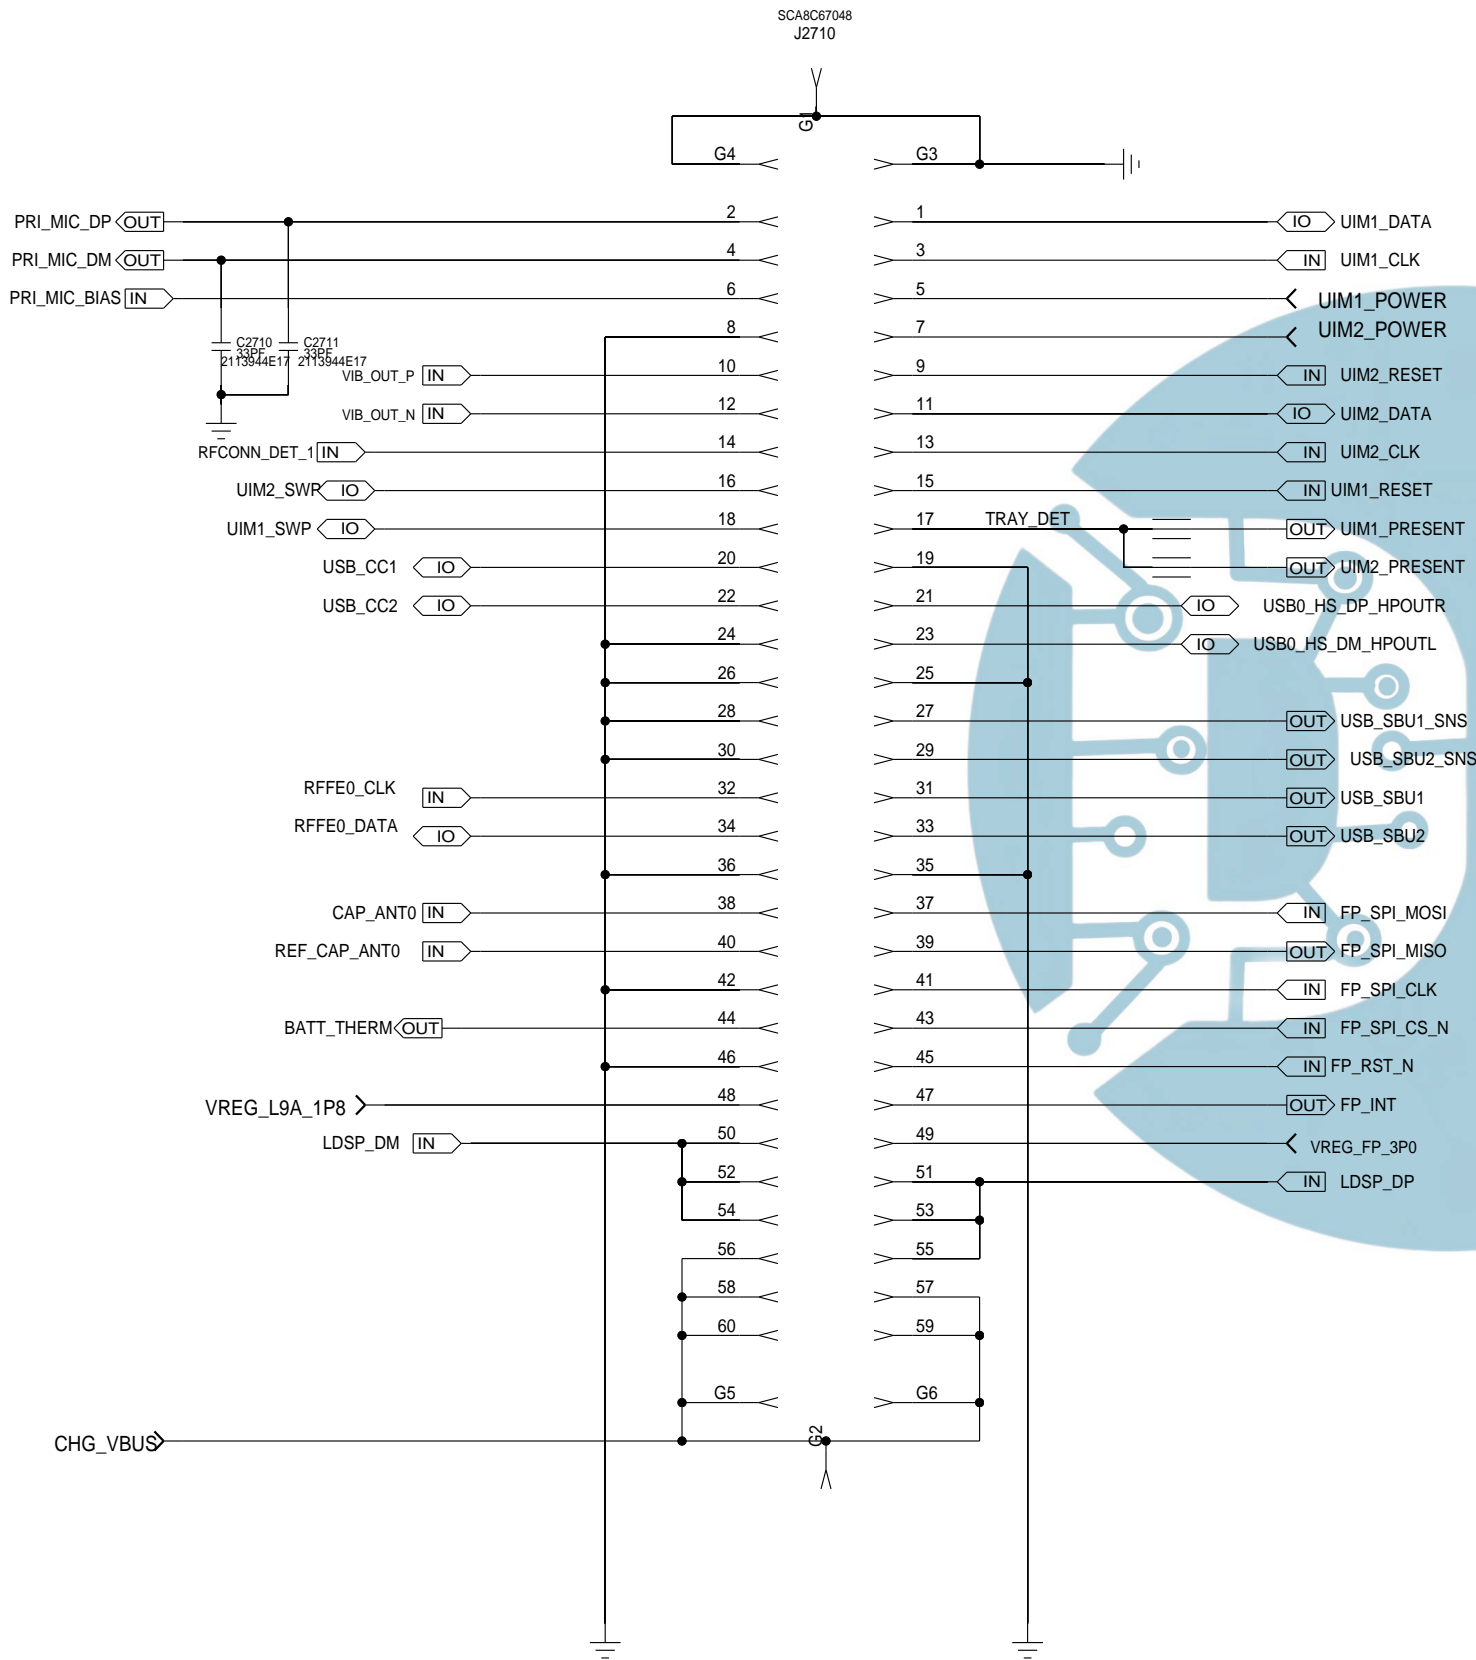 SCA8C67048
J2710
G1
G4 G3
PRI_MIC_DP OUT 2 1 IO UIM1_DATA
PRI_MIC_DM OUT 4 3 IN UIM1_CLK
PRI_MIC_BIAS IN 6 5 UIM1_POWER
8 7 UIM2_POWER
C2710 C2711
33PF 33PF
2113944E17 2113944E17
VIB_OUT_P IN 10 9 IN UIM2_RESET
VIB_OUT_N IN 12 11 IO UIM2_DATA
RFCONN_DET_1 IN 14 13 IN UIM2_CLK
UIM2_SWP IO 16 15 IN UIM1_RESET
UIM1_SWP IO 18 17 TRAY_DET OUT UIM1_PRESENT
USB_CC1 IO 20 19 OUT UIM2_PRESENT
USB_CC2 IO 22 21 IO USB0_HS_DP_HPOUTR
24 23 IO USB0_HS_DM_HPOUTL
26 25
28 27 OUT USB_SBU1_SNS
30 29 OUT USB_SBU2_SNS
RFFE0_CLK IN 32 31 OUT USB_SBU1
RFFE0_DATA IO 34 33 OUT USB_SBU2
36 35
CAP_ANT0 IN 38 37 IN FP_SPI_MOSI
REF_CAP_ANT0 IN 40 39 OUT FP_SPI_MISO
42 41 IN FP_SPI_CLK
BATT_THERM OUT 44 43 IN FP_SPI_CS_N
46 45 IN FP_RST_N
VREG_L9A_1P8 48 47 OUT FP_INT
LDSP_DM IN 50 49 VREG_FP_3P0
52 51 IN LDSP_DP
54 53
56 55
58 57
60 59
G5 G6
CHG_VBUS G2